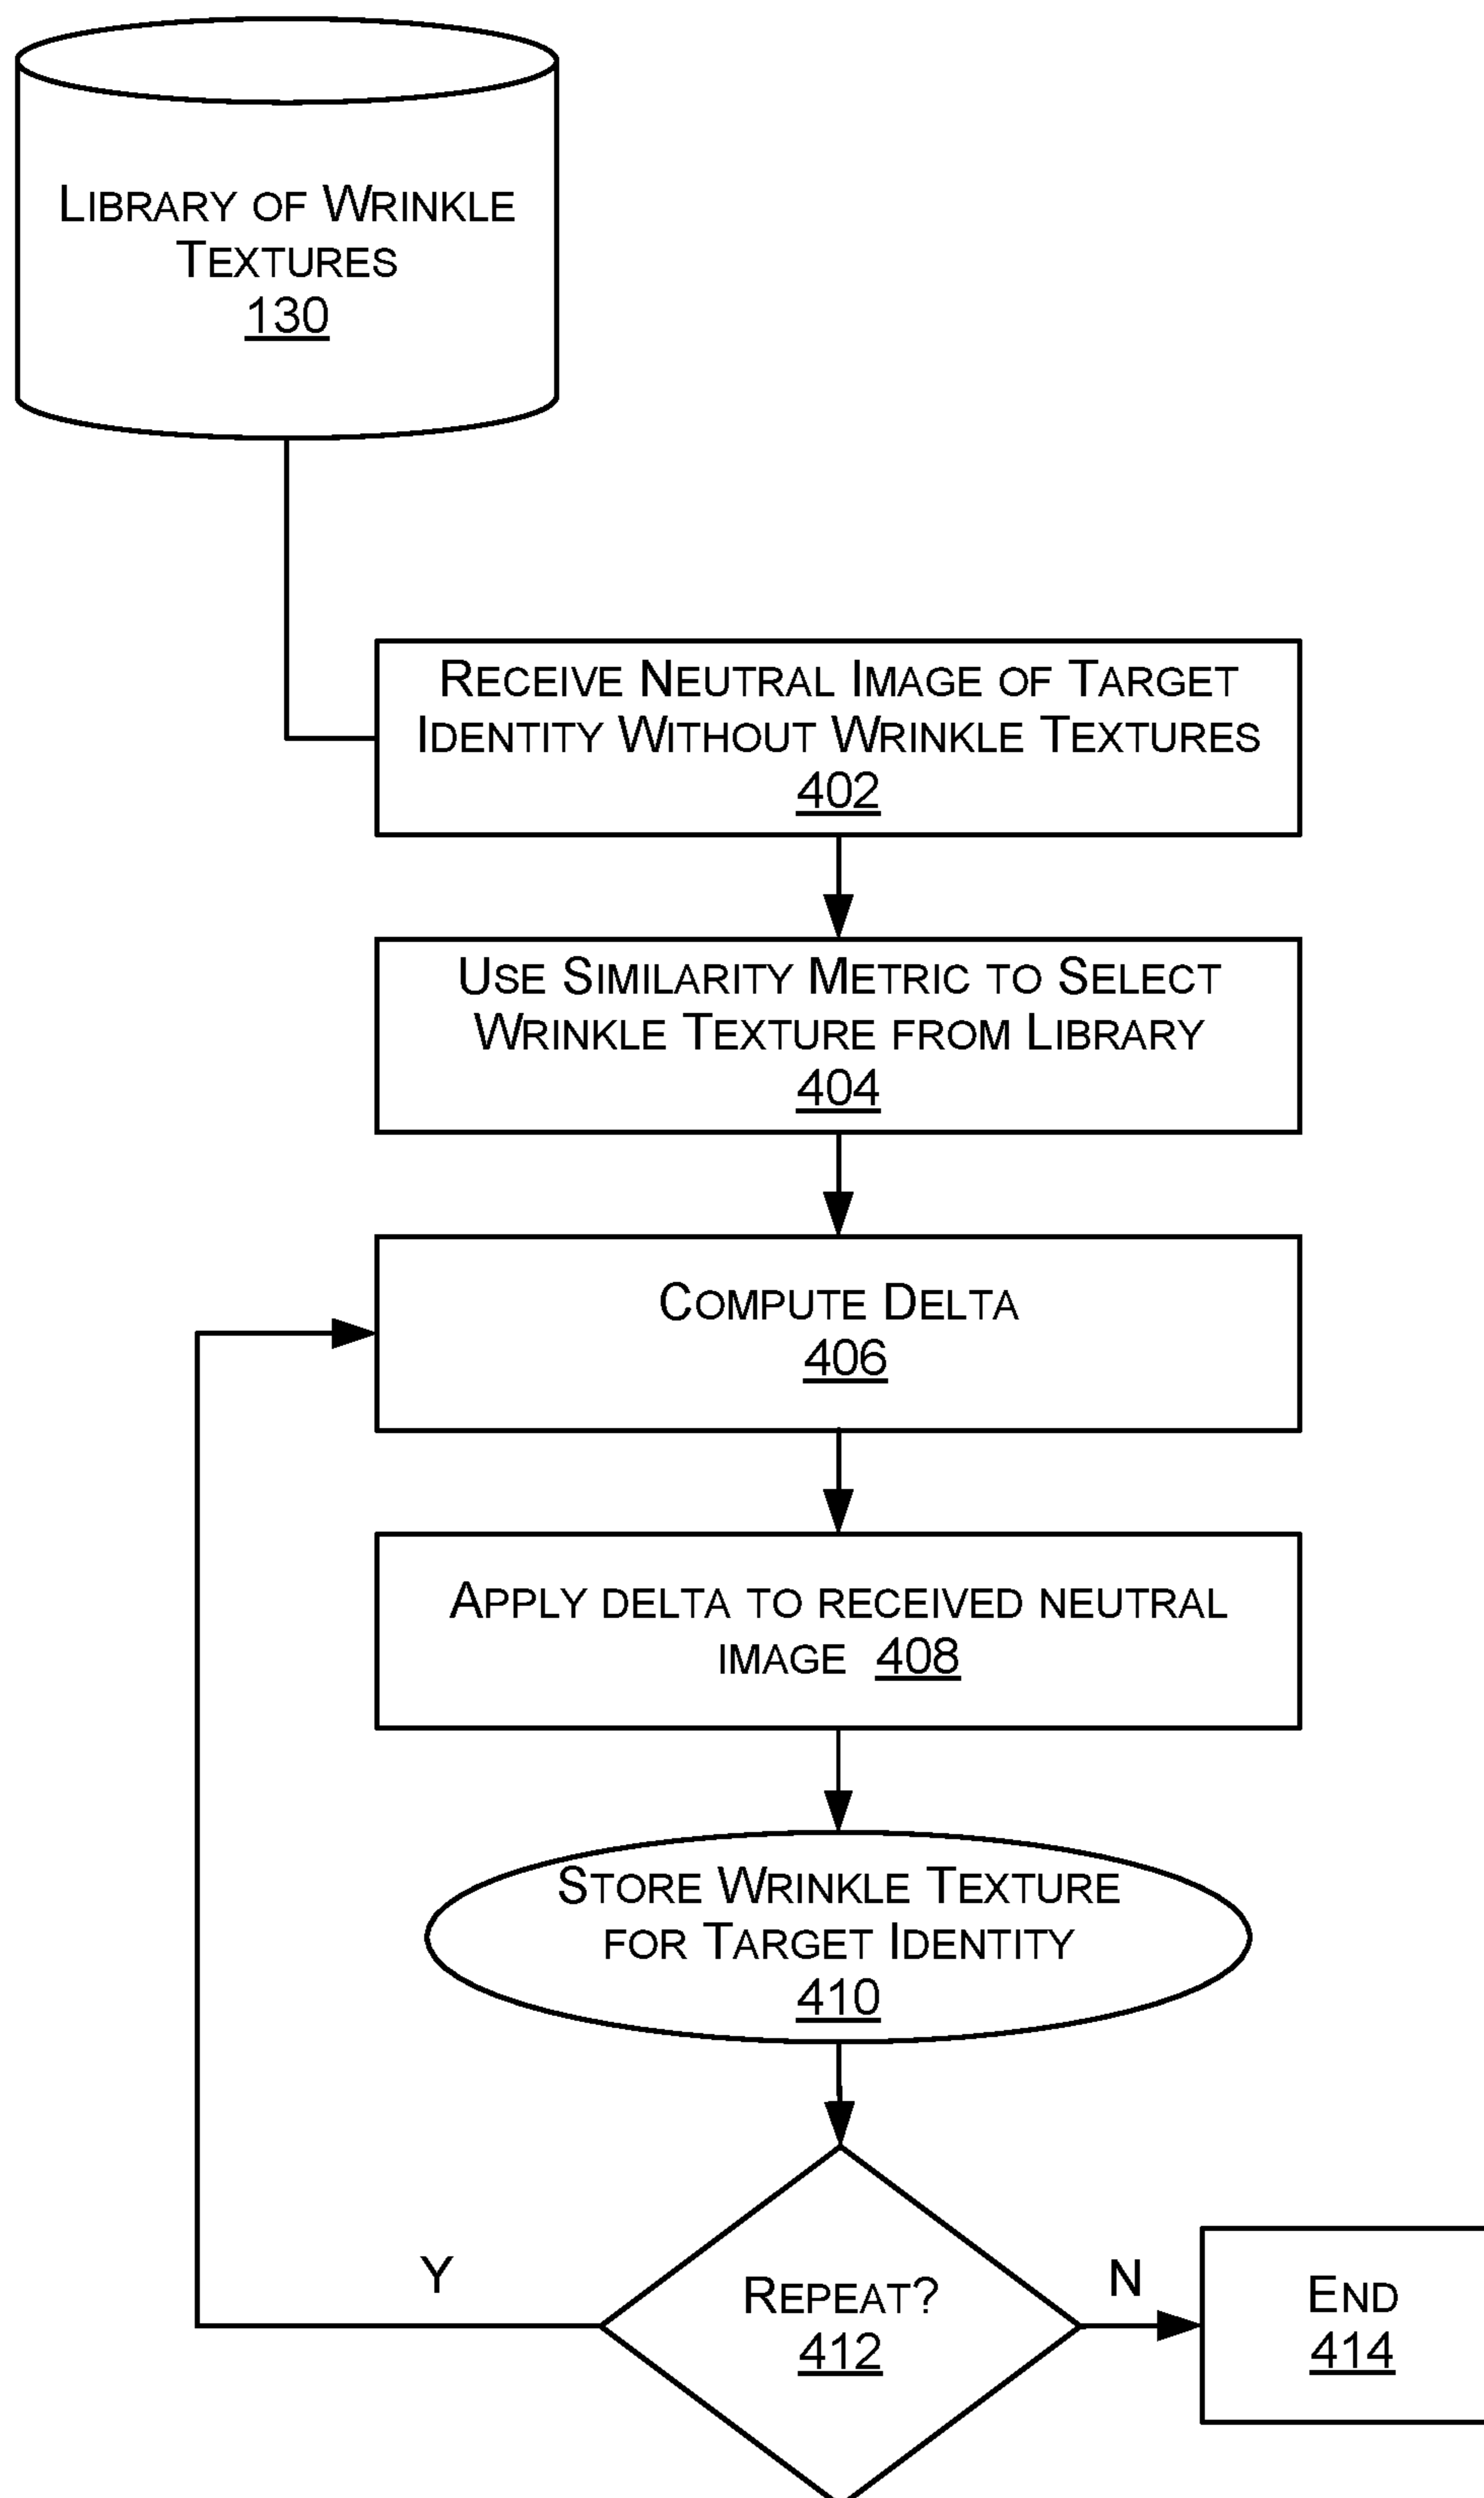 LIBRARY OF WRINKLE
TEXTURES
130
RECEIVE NEUTRAL IMAGE OF TARGET
IDENTITY WITHOUT WRINKLE TEXTURES
402
USE SIMILARITY METRIC TO SELECT
WRINKLE TEXTURE FROM LIBRARY
404
COMPUTE DELTA
406
APPLY DELTA TO RECEIVED NEUTRAL
IMAGE 408
STORE WRINKLE TEXTURE
FOR TARGET IDENTITY
410
Y
REPEAT?
412
N
END
414